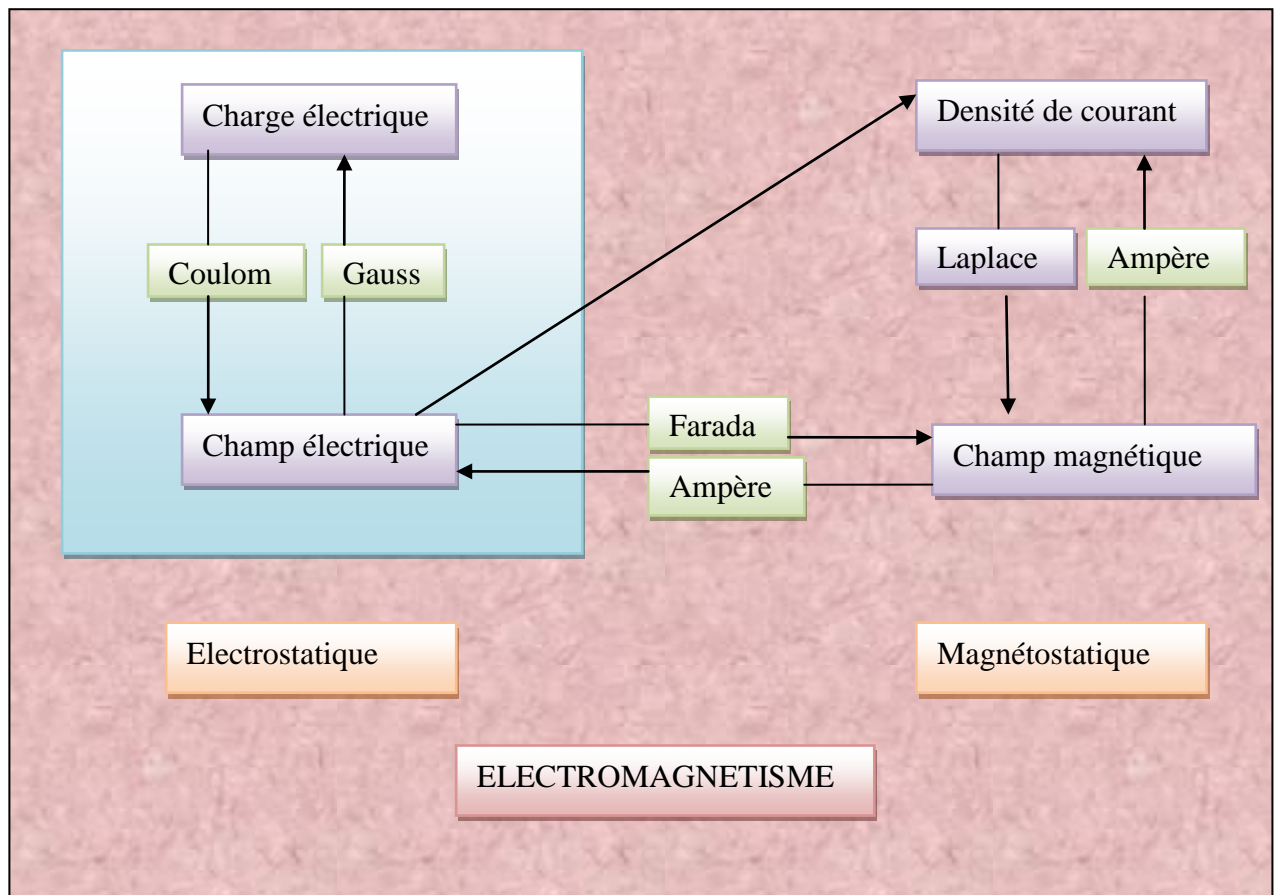 Charge électrique
Densité de courant
Coulom
Gauss
Laplace
Ampère
Champ électrique
Farada
Ampère
Champ magnétique
Electrostatique
Magnétostatique
ELECTROMAGNETISME